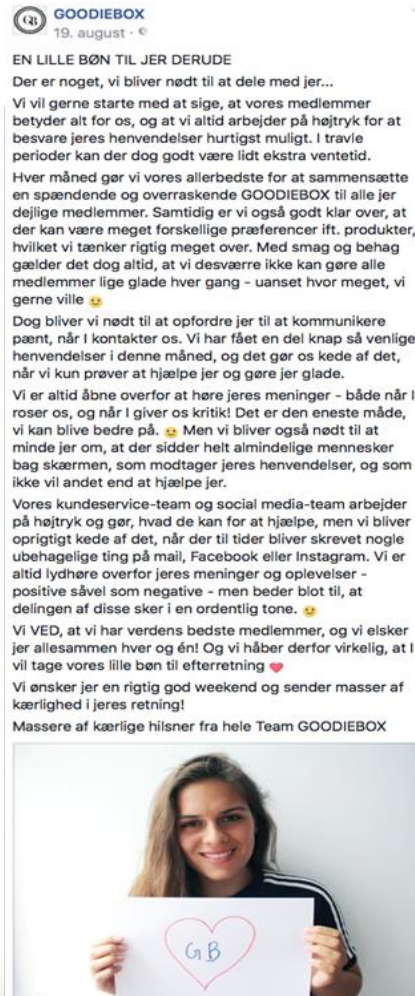 GB
GOODIEBOX
19. august ·
EN LILLE BØN TIL JER DERUDE
Der er noget, vi bliver nødt til at dele med jer...
Vi vil gerne starte med at sige, at vores medlemmer
betyder alt for os, og at vi altid arbejder på højtryk for at
besvare jeres henvendelser hurtigst muligt. I travle
perioder kan der dog godt være lidt ekstra ventetid.
Hver måned gør vi vores allerbedste for at sammensætte
en spændende og overraskende GOODIEBOX til alle jer
dejlige medlemmer. Samtidig er vi også godt klar over, at
der kan være meget forskellige præferencer ift. produkter,
hvilket vi tænker rigtig meget over. Med smag og behag
gælder det dog altid, at vi desværre ikke kan gøre alle
medlemmer lige glade hver gang - uanset hvor meget, vi
gerne ville 😉
Dog bliver vi nødt til at opfordre jer til at kommunikere
pænt, når I kontakter os. Vi har fået en del knap så venlige
henvendelser i denne måned, og det gør os kede af det,
når vi kun prøver at hjælpe jer og gøre jer glade.
Vi er altid åbne overfor at høre jeres meninger - både når I
roser os, og når I giver os kritik! Det er den eneste måde,
vi kan blive bedre på. 😉 Men vi bliver også nødt til at
minde jer om, at der sidder helt almindelige mennesker
bag skærmen, som modtager jeres henvendelser, og som
ikke vil andet end at hjælpe jer.
Vores kundeservice-team og social media-team arbejder
på højtryk og gør, hvad de kan for at hjælpe, men vi bliver
oprigtigt kede af det, når der til tider bliver skrevet nogle
ubehagelige ting på mail, Facebook eller Instagram. Vi er
altid lydhøre overfor jeres meninger og oplevelser -
positive såvel som negative - men beder blot til, at
delingen af disse sker i en ordentlig tone. 😉
Vi VED, at vi har verdens bedste medlemmer, og vi elsker
jer allesammen hver og én! Og vi håber derfor virkelig, at I
vil tage vores lille bøn til efterretning ❤
Vi ønsker jer en rigtig god weekend og sender masser af
kærlighed i jeres retning!
Massere af kærlige hilsner fra hele Team GOODIEBOX
GB